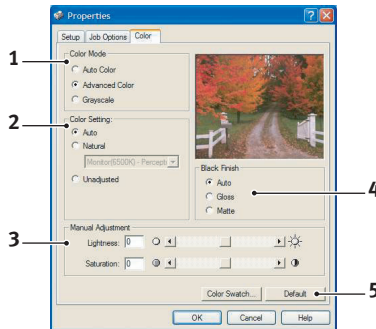 Properties
Setup Job Options Color
1
Color Mode
Auto Color
Advanced Color
Grayscale
2
Color Setting:
Auto
Natural
Monitor(6500K) - Percepti
Unadjusted
Black Finish
Auto
Gloss
Matte
4
3
Manual Adjustment
Lightness: 0
Saturation: 0
Color Swatch... Default
5
OK Cancel Help